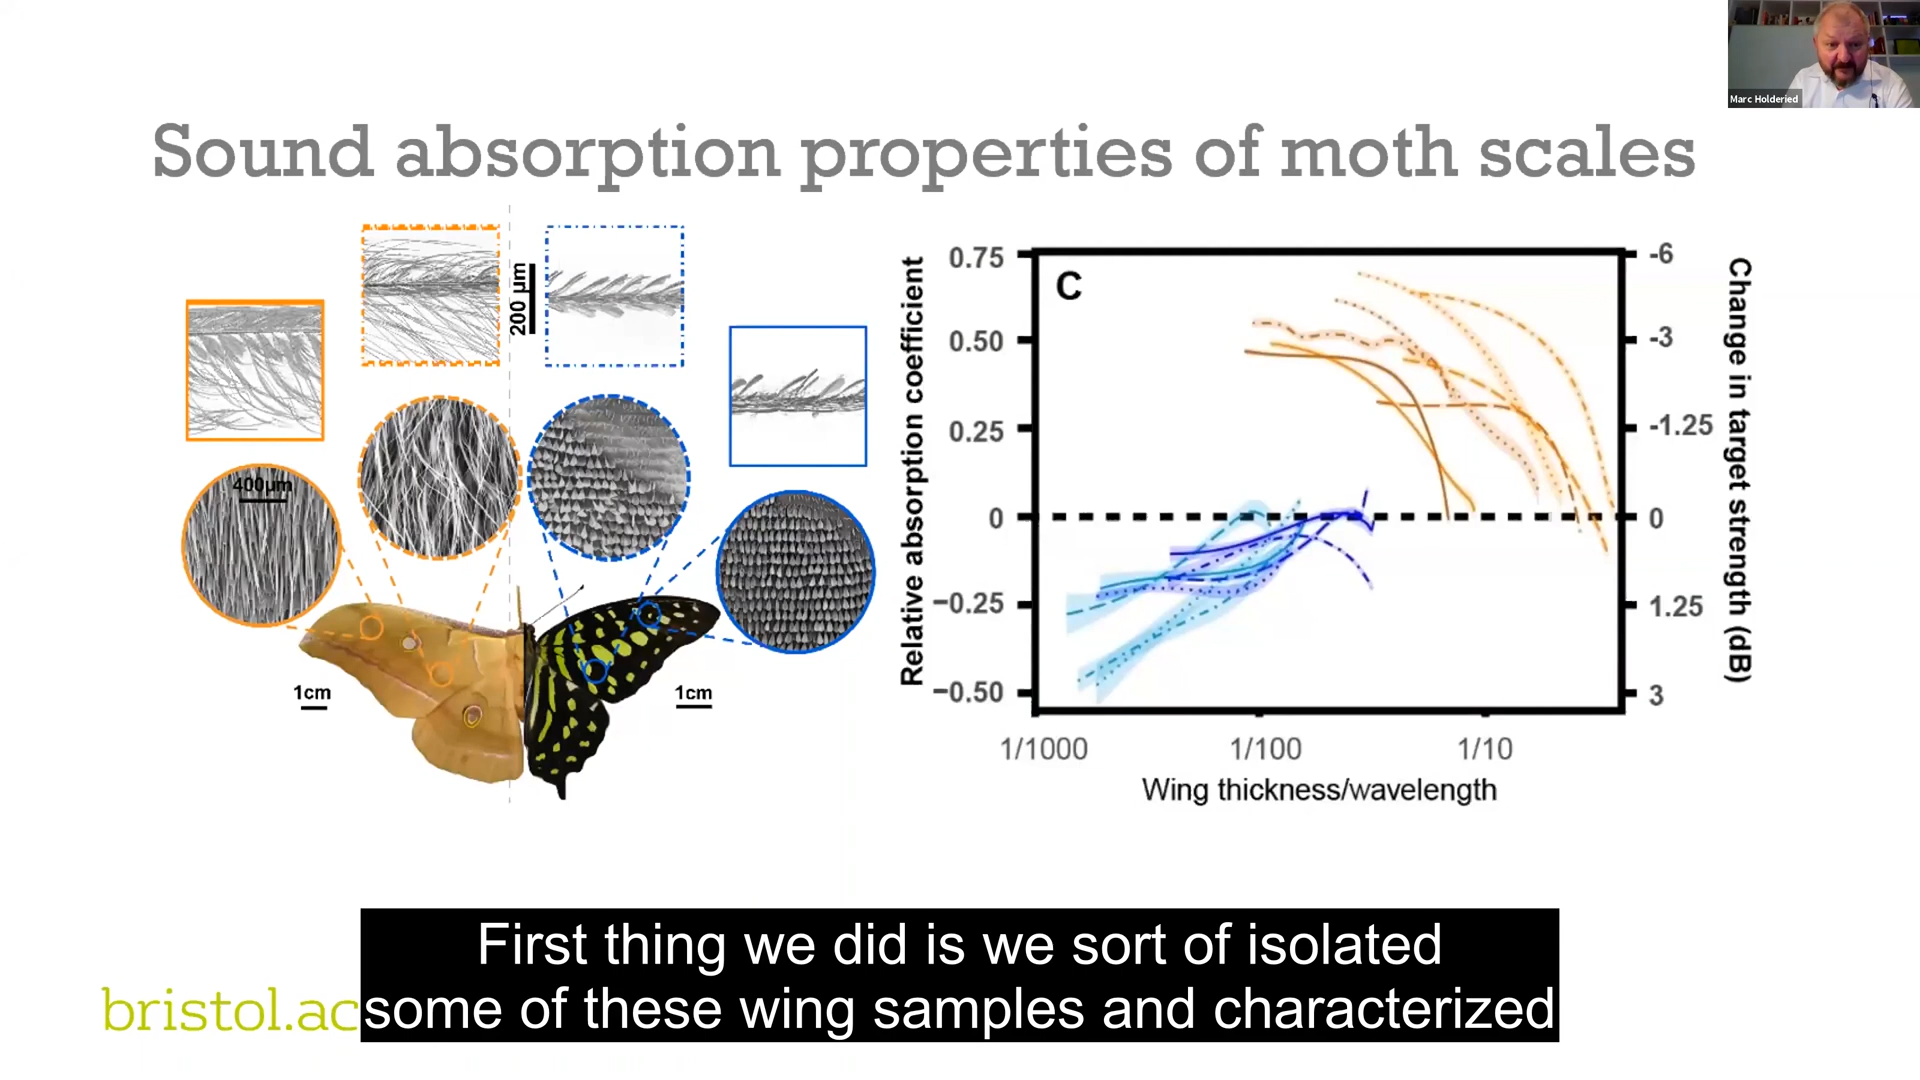 Marc Holderied
Sound absorption properties of moth scales
200 μm
400μm
1cm
1cm
C
Relative absorption coefficient
0.75
0.50
0.25
0
−0.25
−0.50
-6
-3
-1.25
0
1.25
3
Change in target strength (dB)
1/1000
1/100
1/10
Wing thickness/wavelength
First thing we did is we sort of isolated
some of these wing samples and characterized
bristol.ac